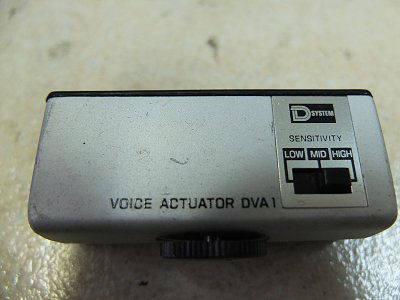 D SYSTEM
SENSITIVITY
LOW MID HIGH
VOICE ACTUATOR DVA1